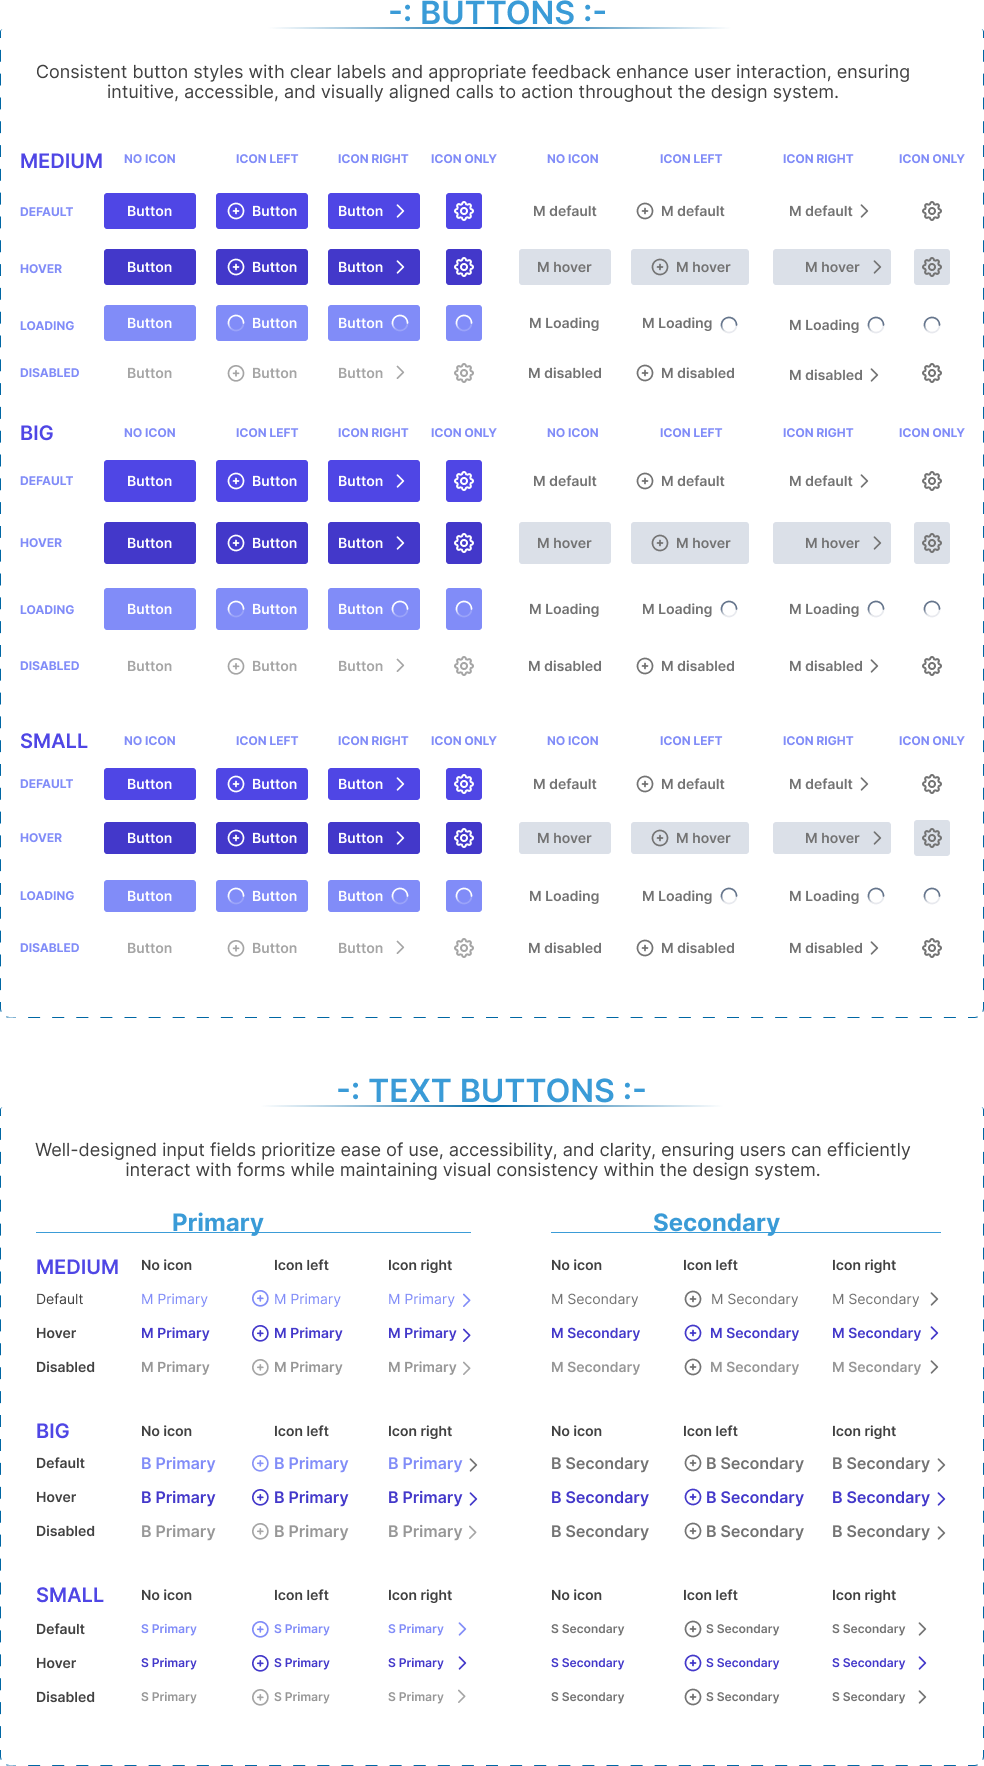 -: BUTTONS :-
Consistent button styles with clear labels and appropriate feedback enhance user interaction, ensuring
intuitive, accessible, and visually aligned calls to action throughout the design system.
MEDIUM NO ICON ICON LEFT ICON RIGHT ICON ONLY NO ICON ICON LEFT ICON RIGHT ICON ONLY
DEFAULT Button Button Button M default M default M default
HOVER Button Button Button M hover M hover M hover
LOADING Button Button Button M Loading M Loading M Loading
DISABLED Button Button Button M disabled M disabled M disabled
BIG NO ICON ICON LEFT ICON RIGHT ICON ONLY NO ICON ICON LEFT ICON RIGHT ICON ONLY
DEFAULT Button Button Button M default M default M default
HOVER Button Button Button M hover M hover M hover
LOADING Button Button Button M Loading M Loading M Loading
DISABLED Button Button Button M disabled M disabled M disabled
SMALL NO ICON ICON LEFT ICON RIGHT ICON ONLY NO ICON ICON LEFT ICON RIGHT ICON ONLY
DEFAULT Button Button Button M default M default M default
HOVER Button Button Button M hover M hover M hover
LOADING Button Button Button M Loading M Loading M Loading
DISABLED Button Button Button M disabled M disabled M disabled
-: TEXT BUTTONS :-
Well-designed input fields prioritize ease of use, accessibility, and clarity, ensuring users can efficiently
interact with forms while maintaining visual consistency within the design system.
Primary Secondary
MEDIUM No icon Icon left Icon right No icon Icon left Icon right
Default M Primary M Primary M Primary M Secondary M Secondary M Secondary
Hover M Primary M Primary M Primary M Secondary M Secondary M Secondary
Disabled M Primary M Primary M Primary M Secondary M Secondary M Secondary
BIG No icon Icon left Icon right No icon Icon left Icon right
Default B Primary B Primary B Primary B Secondary B Secondary B Secondary
Hover B Primary B Primary B Primary B Secondary B Secondary B Secondary
Disabled B Primary B Primary B Primary B Secondary B Secondary B Secondary
SMALL No icon Icon left Icon right No icon Icon left Icon right
Default S Primary S Primary S Primary S Secondary S Secondary S Secondary
Hover S Primary S Primary S Primary S Secondary S Secondary S Secondary
Disabled S Primary S Primary S Primary S Secondary S Secondary S Secondary